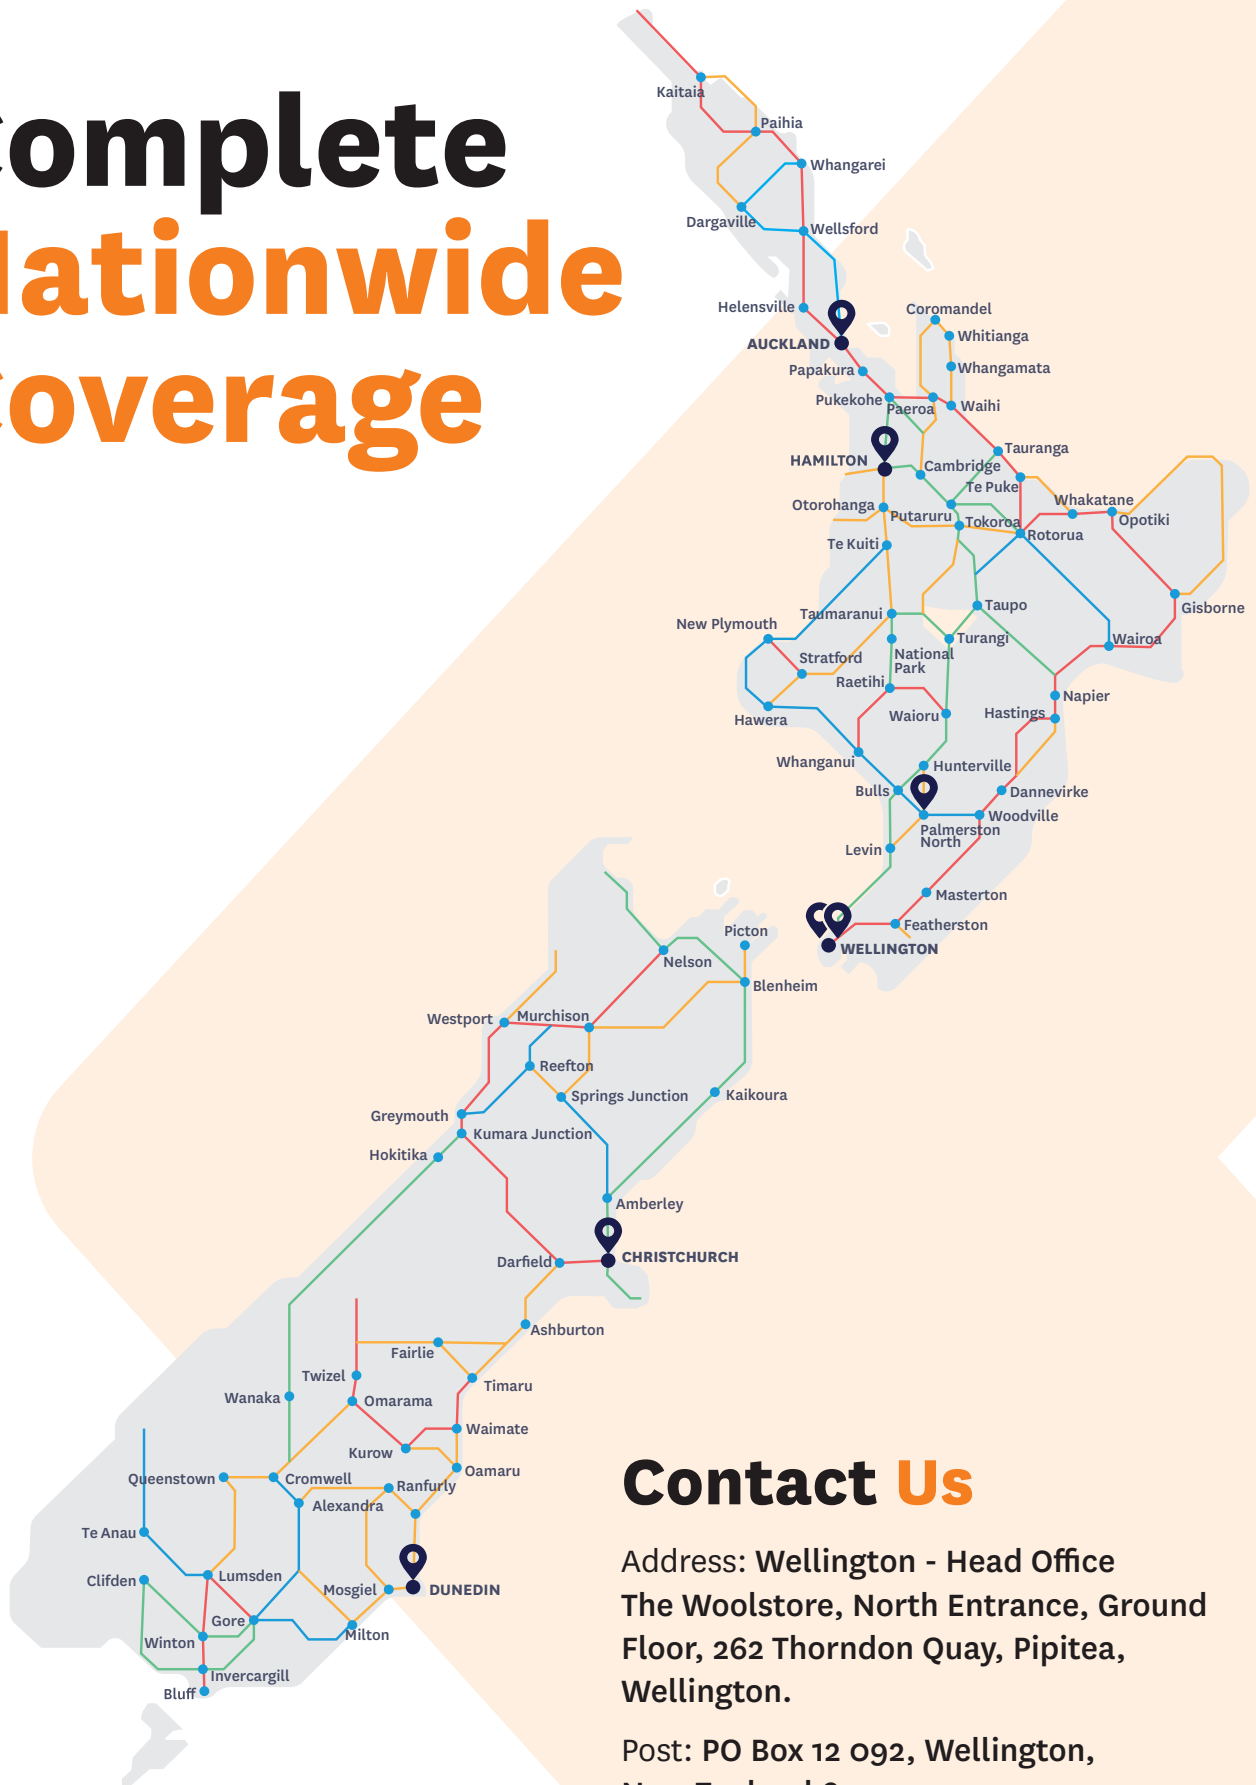 omplete
ationwide
overage
Kaitaia
Paihia
Whangarei
Dargaville
Wellsford
Helensville
Coromandel
Whitianga
AUCKLAND
Papakura
Whangamata
Pukekohe
Paeroa
Waihi
HAMILTON
Tauranga
Cambridge
Te Puke
Otorohanga
Putaruru
Whakatane
Tokoroa
Opotiki
Te Kuiti
Rotorua
Taumaranui
Taupo
Gisborne
New Plymouth
Stratford
National
Park
Turangi
Wairoa
Raetihi
Napier
Hawera
Waioru
Hastings
Whanganui
Hunterville
Bulls
Dannevirke
Woodville
Palmerston
North
Levin
Masterton
Featherston
WELLINGTON
Picton
Nelson
Blenheim
Westport
Murchison
Reefton
Springs Junction
Kaikoura
Greymouth
Kumara Junction
Hokitika
Amberley
CHRISTCHURCH
Darfield
Ashburton
Fairlie
Twizel
Timaru
Wanaka
Omarama
Waimate
Kurow
Oamaru
Queenstown
Cromwell
Ranfurly
Alexandra
Te Anau
Clifden
Lumsden
Mosgiel
DUNEDIN
Gore
Milton
Winton
Invercargill
Bluff
Contact Us
Address: Wellington - Head Office
The Woolstore, North Entrance, Ground
Floor, 262 Thorndon Quay, Pipitea,
Wellington.
Post: PO Box 12 092, Wellington,